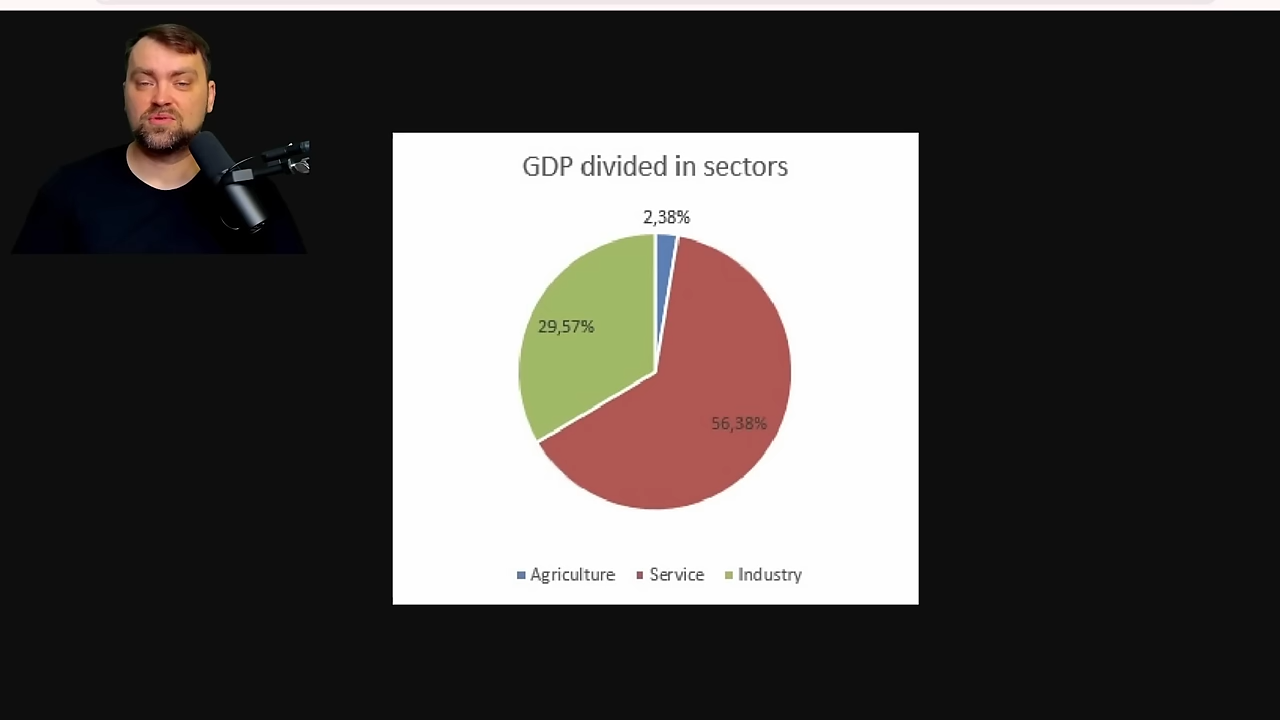 GDP divided in sectors
2,38%
29,57%
56,38%
Agriculture Service Industry